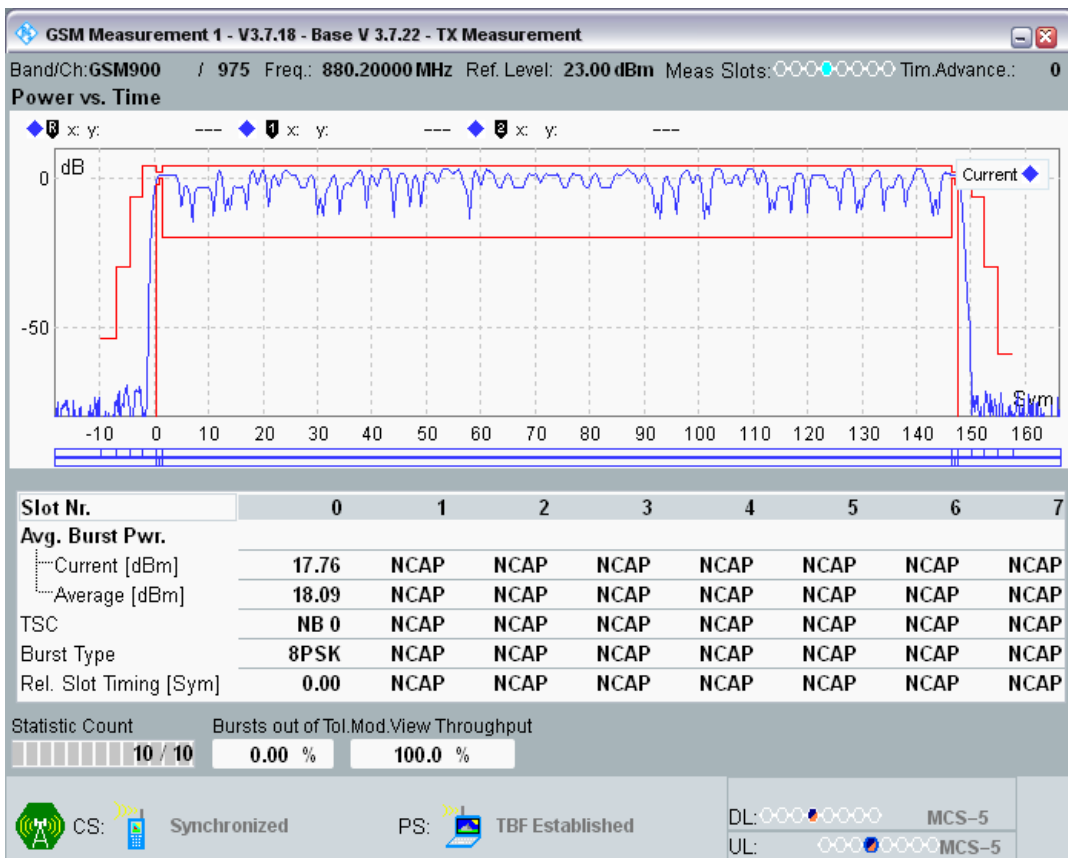 GSM Measurement 1 - V3.7.18 - Base V 3.7.22 - TX Measurement
Band/Ch:GSM900 / 975 Freq.: 880.20000 MHz Ref. Level: 23.00 dBm Meas Slots: Tim.Advance.: 0
Power vs. Time
R x: y: --- 1 x: y: --- 2 x: y: ---
dB
0
Current
-50
Sym
-10 0 10 20 30 40 50 60 70 80 90 100 110 120 130 140 150 160
Slot Nr. 0 1 2 3 4 5 6 7
Avg. Burst Pwr.
Current [dBm] 17.76 NCAP NCAP NCAP NCAP NCAP NCAP NCAP
Average [dBm] 18.09 NCAP NCAP NCAP NCAP NCAP NCAP NCAP
TSC NB 0 NCAP NCAP NCAP NCAP NCAP NCAP NCAP
Burst Type 8PSK NCAP NCAP NCAP NCAP NCAP NCAP NCAP
Rel. Slot Timing [Sym] 0.00 NCAP NCAP NCAP NCAP NCAP NCAP NCAP
Statistic Count Bursts out of Tol. Mod.View Throughput
10 / 10 0.00 % 100.0 %
CS: Synchronized PS: TBF Established
DL: MCS-5
UL: MCS-5